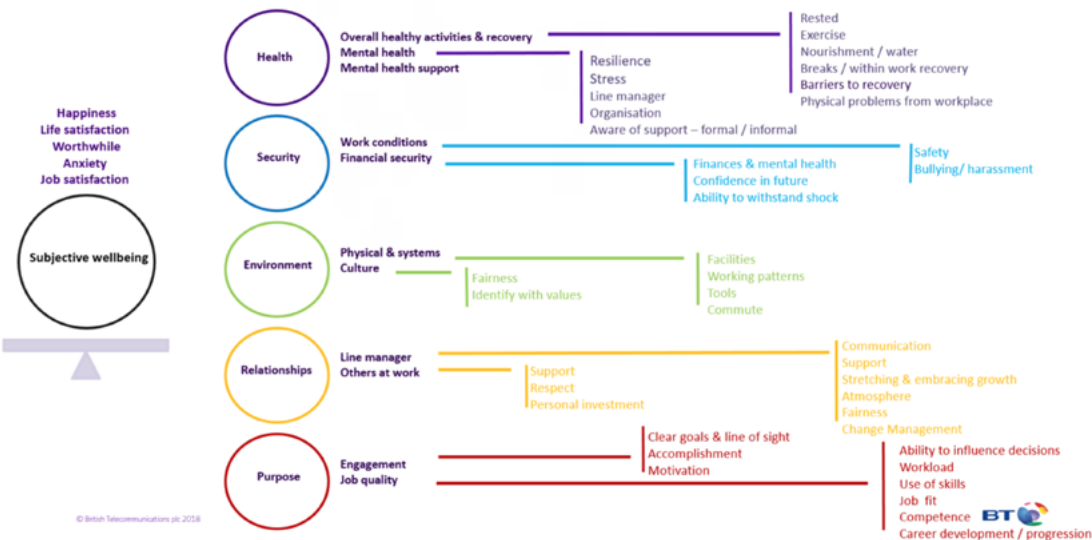 Happiness
Life satisfaction
Worthwhile
Anxiety
Job satisfaction
Subjective wellbeing
Health
Overall healthy activities & recovery
Mental health
Mental health support
Resilience
Stress
Line manager
Organisation
Aware of support – formal / informal
Rested
Exercise
Nourishment / water
Breaks / within work recovery
Barriers to recovery
Physical problems from workplace
Security
Work conditions
Financial security
Finances & mental health
Confidence in future
Ability to withstand shock
Safety
Bullying/ harassment
Environment
Physical & systems
Culture
Fairness
Identify with values
Facilities
Working patterns
Tools
Commute
Relationships
Line manager
Others at work
Support
Respect
Personal investment
Communication
Support
Stretching & embracing growth
Atmosphere
Fairness
Change Management
Purpose
Engagement
Job quality
Clear goals & line of sight
Accomplishment
Motivation
Ability to influence decisions
Workload
Use of skills
Job fit
Competence
Career development / progression
BT
© British Telecommunications plc 2018